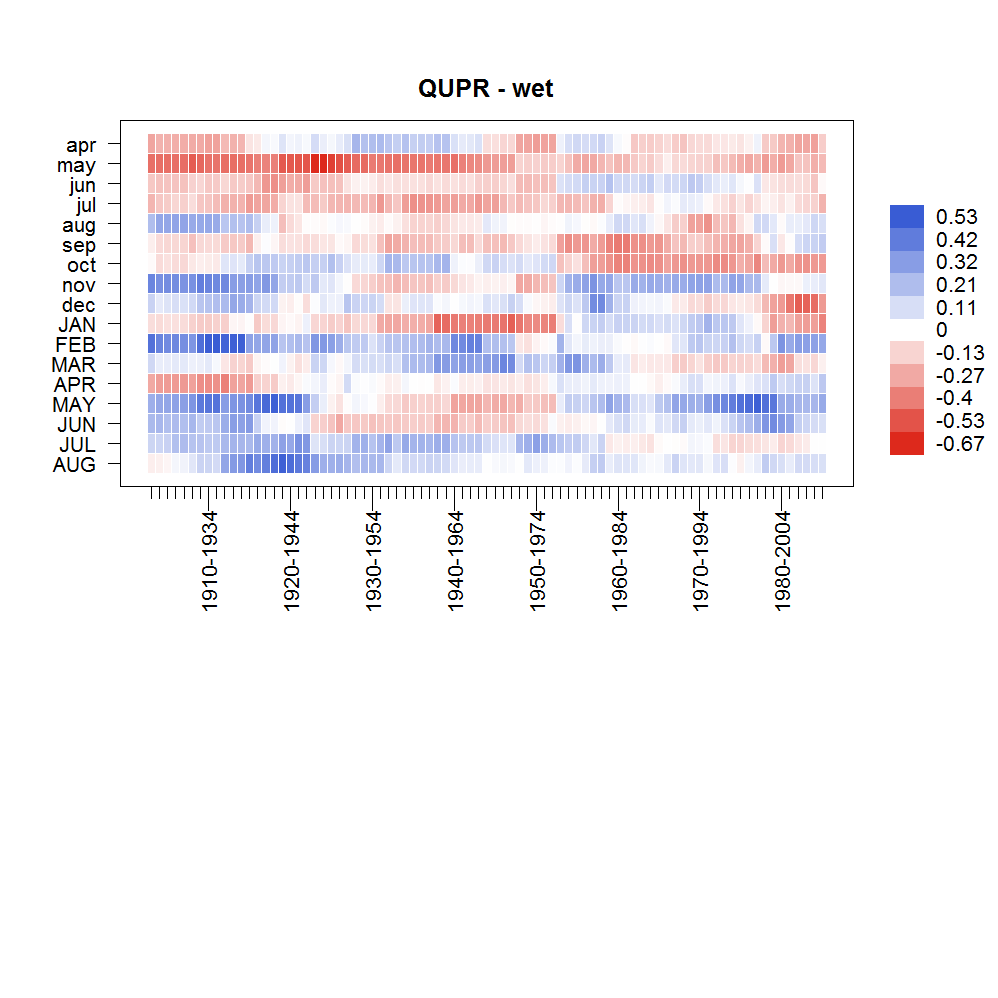 QUPR - wet
apr
may
jun
jul
aug
sep
oct
nov
dec
JAN
FEB
MAR
APR
MAY
JUN
JUL
AUG
0.53
0.42
0.32
0.21
0.11
0
-0.13
-0.27
-0.4
-0.53
-0.67
1910-1934
1920-1944
1930-1954
1940-1964
1950-1974
1960-1984
1970-1994
1980-2004